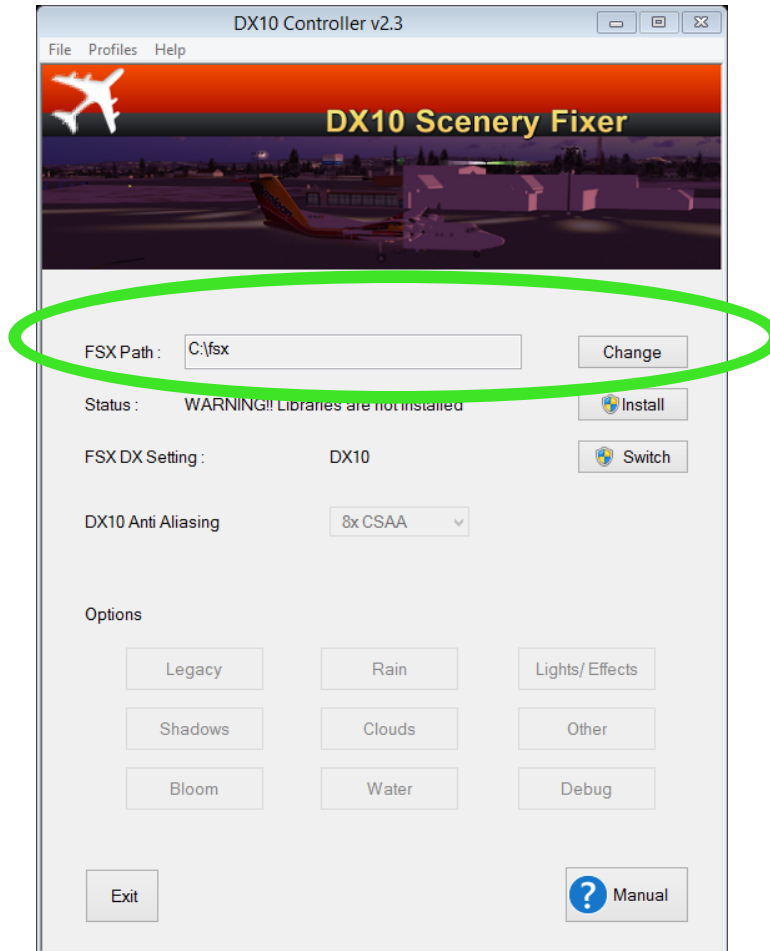 DX10 Controller v2.3
File Profiles Help
DX10 Scenery Fixer
FSX Path : C:\fsx Change
Status : WARNING!! Libraries are not installed Install
FSX DX Setting : DX10 Switch
DX10 Anti Aliasing 8x CSAA
Options
Legacy Rain Lights/ Effects
Shadows Clouds Other
Bloom Water Debug
Exit ? Manual